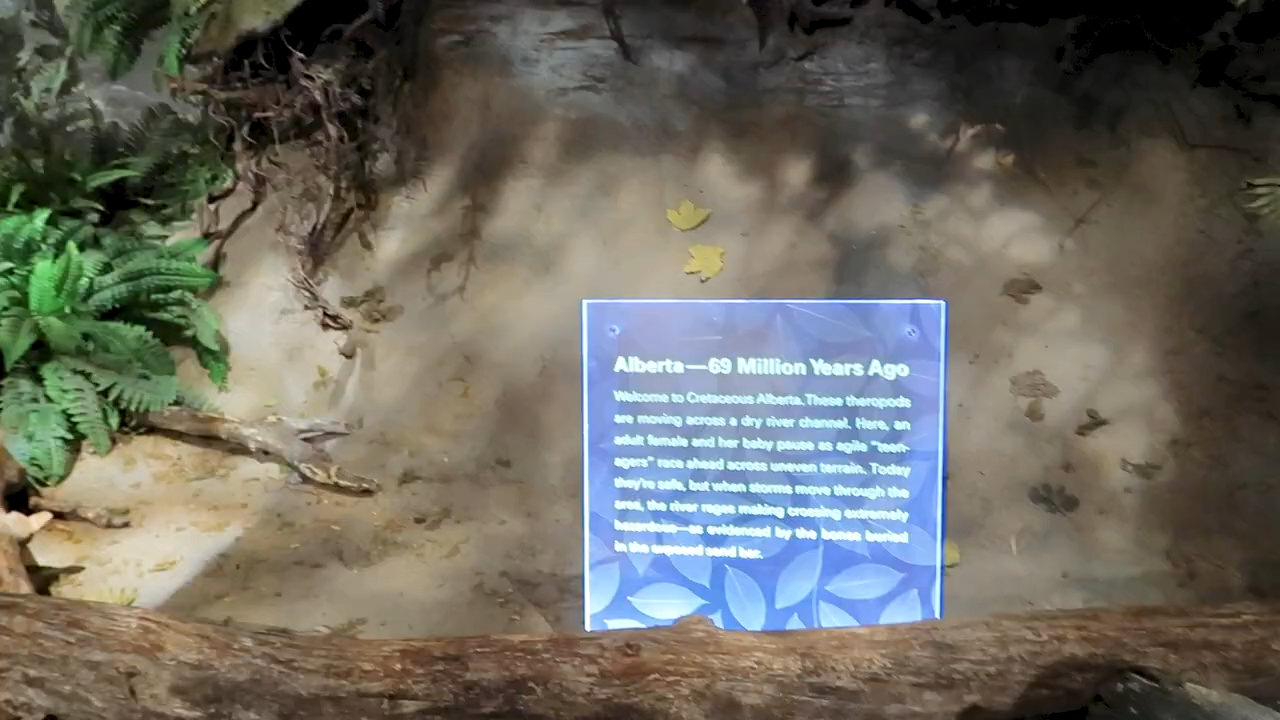 Alberta—69 Million Years Ago
Welcome to Cretaceous Alberta. These theropods
are moving across a dry river channel. Here, an
adult female and her baby pause as agile "teen-
agers" race ahead across uneven terrain. Today
they're safe, but when storms move through the
area, the river rages making crossing extremely
hazardous—as evidenced by the bones buried
in the exposed sand bar.